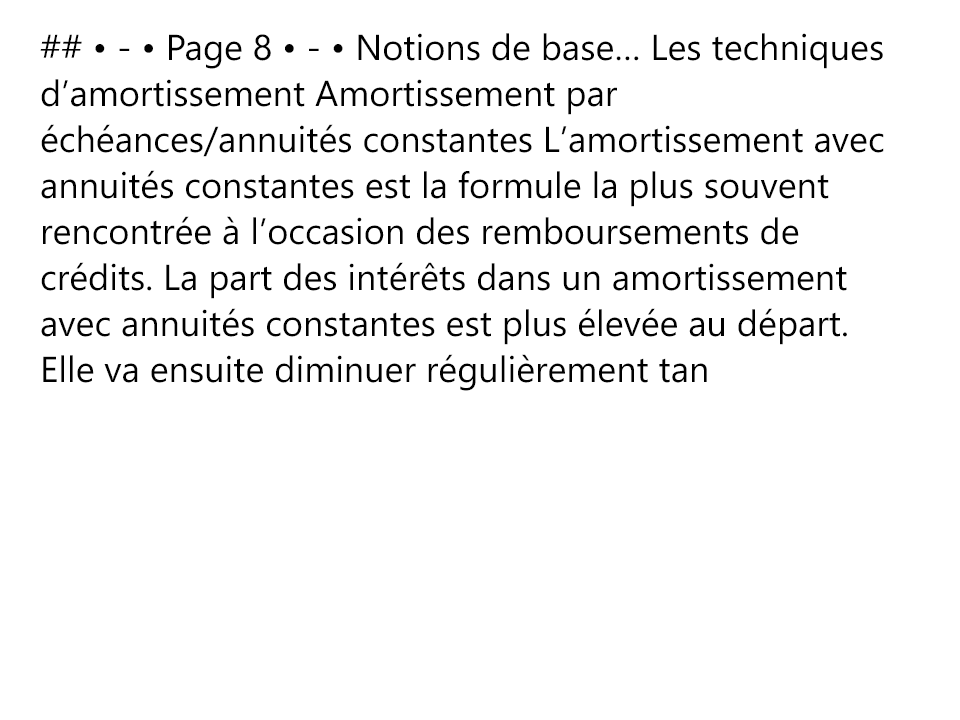 ## • - • Page 8 • - • Notions de base… Les techniques
d’amortissement Amortissement par
échéances/annuités constantes L’amortissement avec
annuités constantes est la formule la plus souvent
rencontrée à l’occasion des remboursements de
crédits. La part des intérêts dans un amortissement
avec annuités constantes est plus élevée au départ.
Elle va ensuite diminuer régulièrement tan